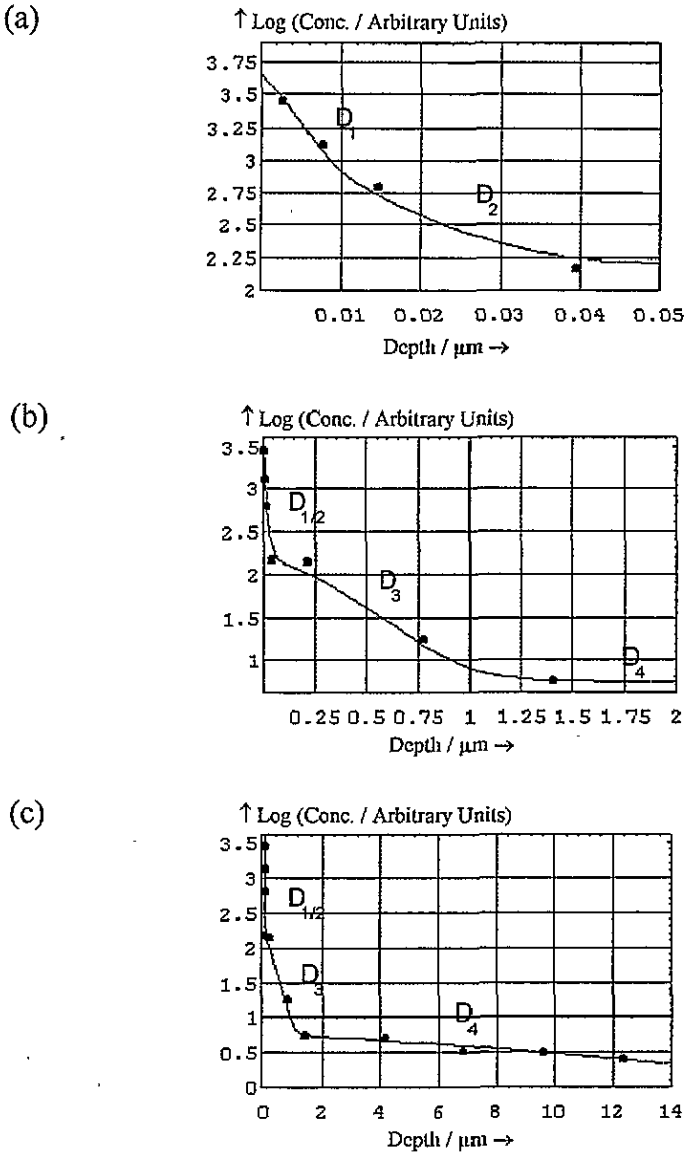 (a)
↑ Log (Conc. / Arbitrary Units)
3.75
3.5
3.25
3
2.75
2.5
2.25
2
D1
D2
0.01 0.02 0.03 0.04 0.05
Depth / μm →
(b)
↑ Log (Conc. / Arbitrary Units)
3.5
3
2.5
2
1.5
1
D1/2
D3
D4
0.25 0.5 0.75 1 1.25 1.5 1.75 2
Depth / μm →
(c)
↑ Log (Conc. / Arbitrary Units)
3.5
3
2.5
2
1.5
1
0.5
0
D1/2
D3
D4
0 2 4 6 8 10 12 14
Depth / μm →